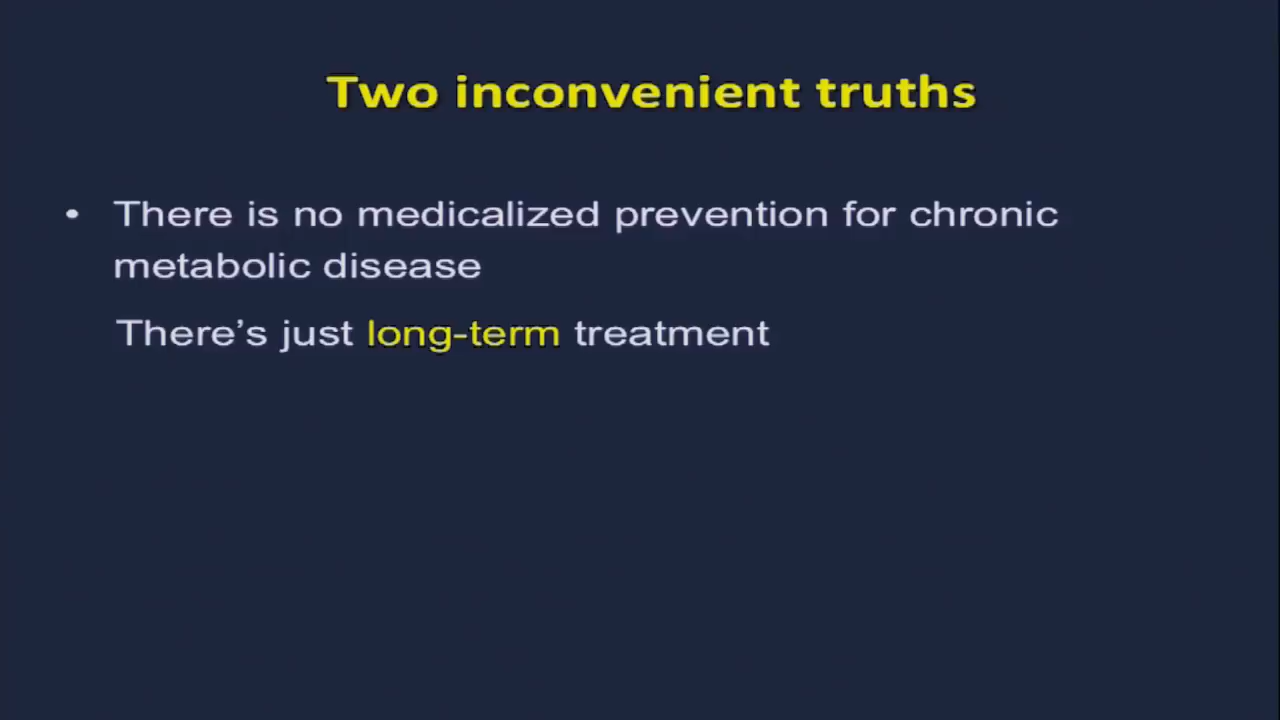 Two inconvenient truths
• There is no medicalized prevention for chronic
metabolic disease
There’s just long-term treatment